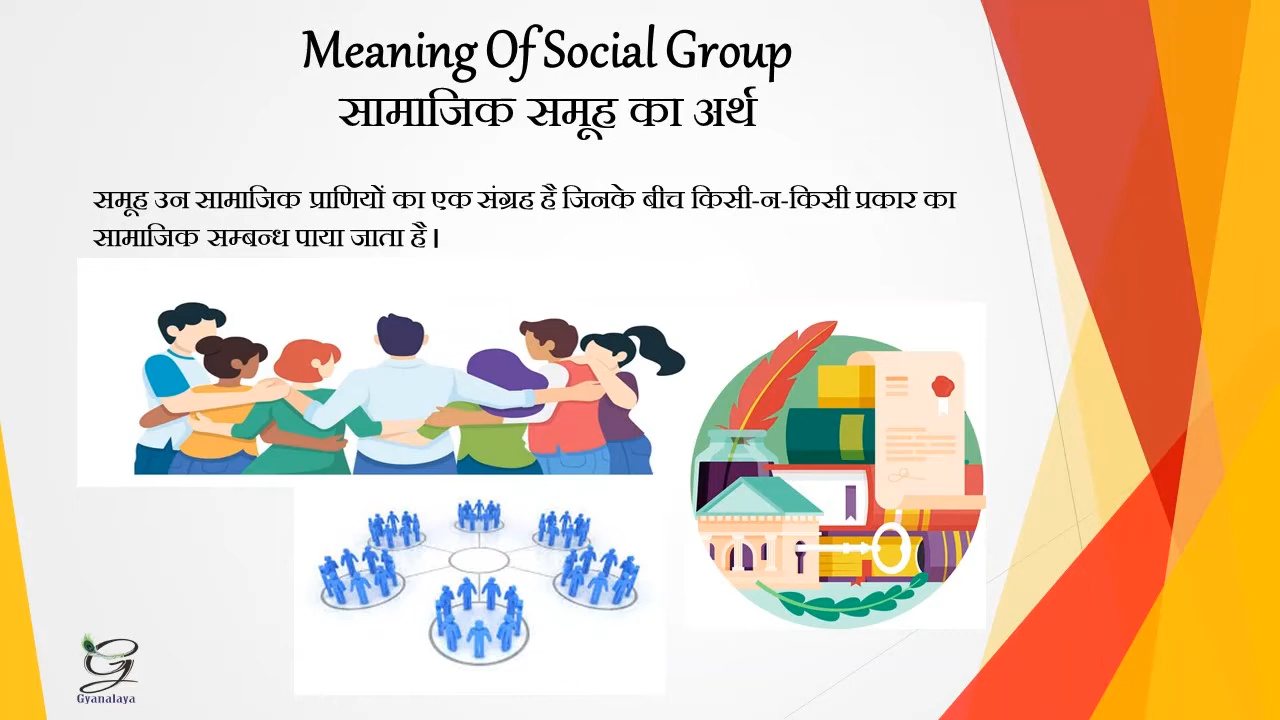 Meaning Of Social Group
सामाजिक समूह का अर्थ
समूह उन सामाजिक प्राणियों का एक संग्रह है जिनके बीच किसी-न-किसी प्रकार का
सामाजिक सम्बन्ध पाया जाता है।
Gyanalaya